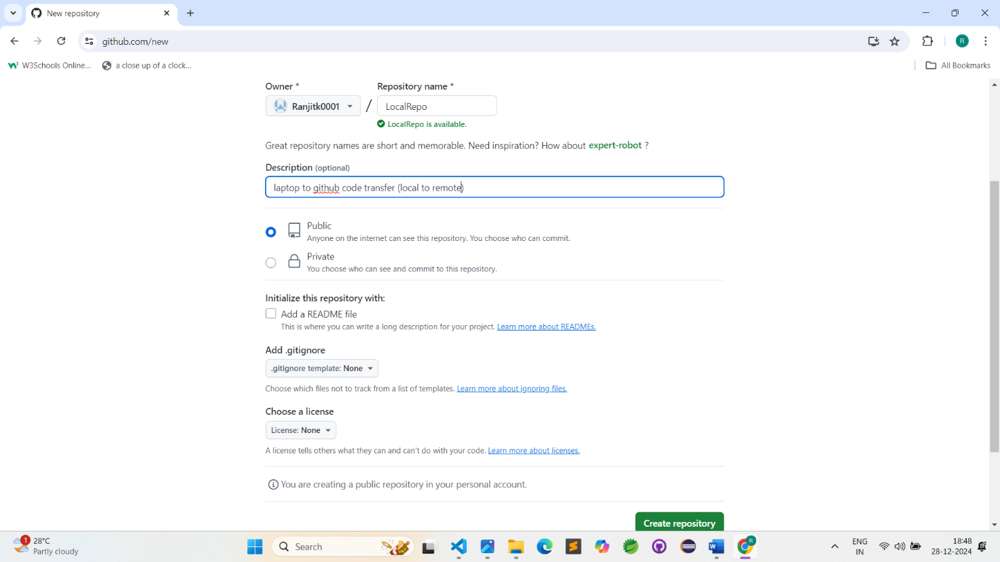 New repository
github.com/new
R
W3Schools Online...
a close up of a clock...
All Bookmarks
Owner *
Repository name *
Ranjitk0001
/
LocalRepo
LocalRepo is available.
Great repository names are short and memorable. Need inspiration? How about expert-robot ?
Description (optional)
laptop to github code transfer (local to remote)
Public
Anyone on the internet can see this repository. You choose who can commit.
Private
You choose who can see and commit to this repository.
Initialize this repository with:
Add a README file
This is where you can write a long description for your project. Learn more about READMEs.
Add .gitignore
.gitignore template: None
Choose which files not to track from a list of templates. Learn more about ignoring files.
Choose a license
License: None
A license tells others what they can and can't do with your code. Learn more about licenses.
You are creating a public repository in your personal account.
Create repository
1
28°C
Partly cloudy
Search
R
ENG
IN
18:48
28-12-2024